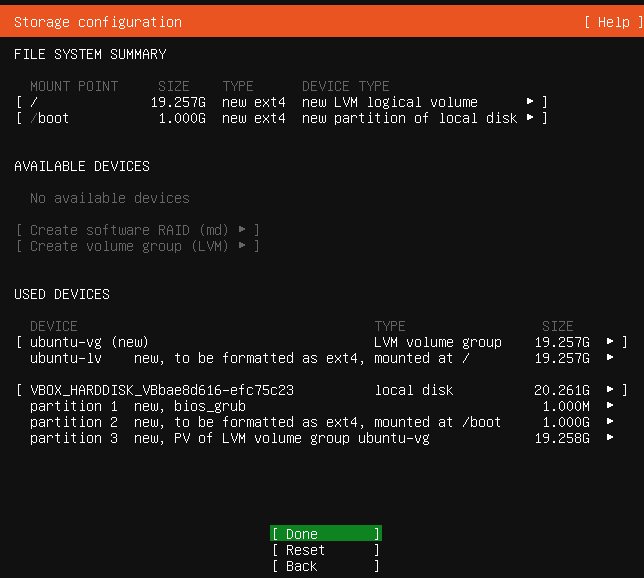 Storage configuration [ Help ]
FILE SYSTEM SUMMARY
MOUNT POINT SIZE TYPE DEVICE TYPE
[ / 19.257G new ext4 new LVM logical volume ▸ ]
[ /boot 1.000G new ext4 new partition of local disk ▸ ]
AVAILABLE DEVICES
No available devices
[ Create software RAID (md) ▸ ]
[ Create volume group (LVM) ▸ ]
USED DEVICES
DEVICE TYPE SIZE
[ ubuntu-vg (new) LVM volume group 19.257G ▸ ]
ubuntu-lv new, to be formatted as ext4, mounted at / 19.257G ▸
[ VBOX_HARDDISK_VBbae8d616-efc75c23 local disk 20.261G ▸ ]
partition 1 new, bios_grub 1.000M ▸
partition 2 new, to be formatted as ext4, mounted at /boot 1.000G ▸
partition 3 new, PV of LVM volume group ubuntu-vg 19.258G ▸
[ Done ]
[ Reset ]
[ Back ]